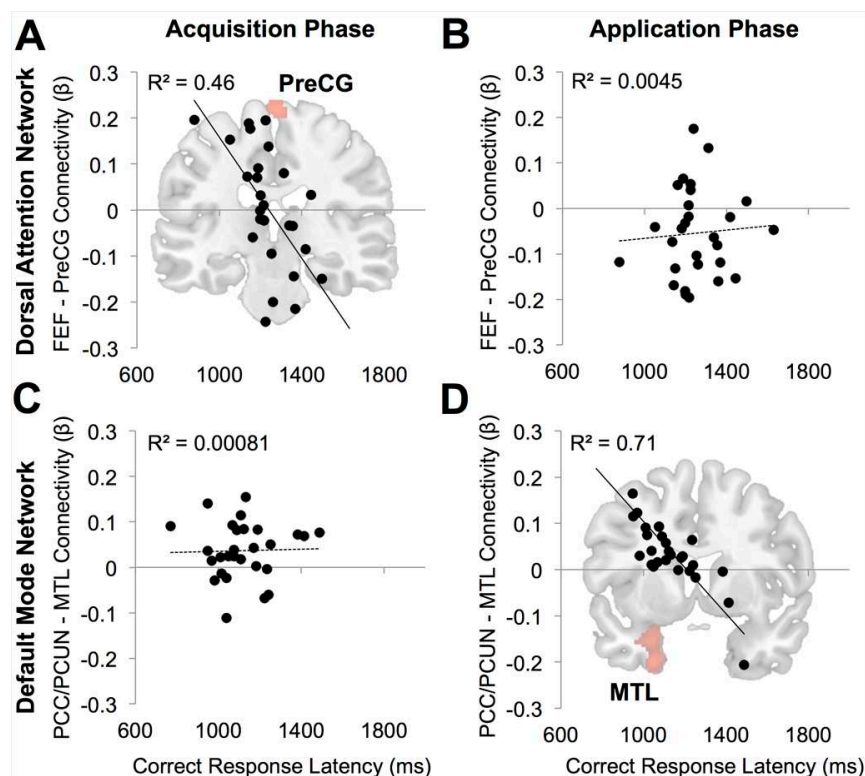 A
Acquisition Phase
B
Application Phase
Dorsal Attention Network
FEF - PreCG Connectivity (β)
0.3
0.2
0.1
0
-0.1
-0.2
-0.3
R² = 0.46
PreCG
600
1000
1400
1800
FEF - PreCG Connectivity (β)
0.3
0.2
0.1
0
-0.1
-0.2
-0.3
R² = 0.0045
600
1000
1400
1800
C
Default Mode Network
PCC/PCUN - MTL Connectivity (β)
0.3
0.2
0.1
0
-0.1
-0.2
-0.3
R² = 0.00081
600
1000
1400
1800
Correct Response Latency (ms)
D
PCC/PCUN - MTL Connectivity (β)
0.3
0.2
0.1
0
-0.1
-0.2
-0.3
R² = 0.71
MTL
600
1000
1400
1800
Correct Response Latency (ms)